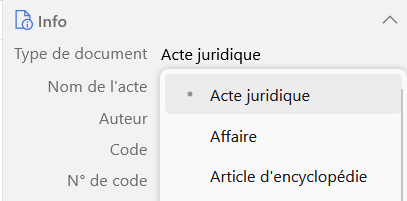 Info
Type de document Acte juridique
Nom de l'acte
Acte juridique
Auteur
Affaire
Code
N° de code
Article d'encyclopédie